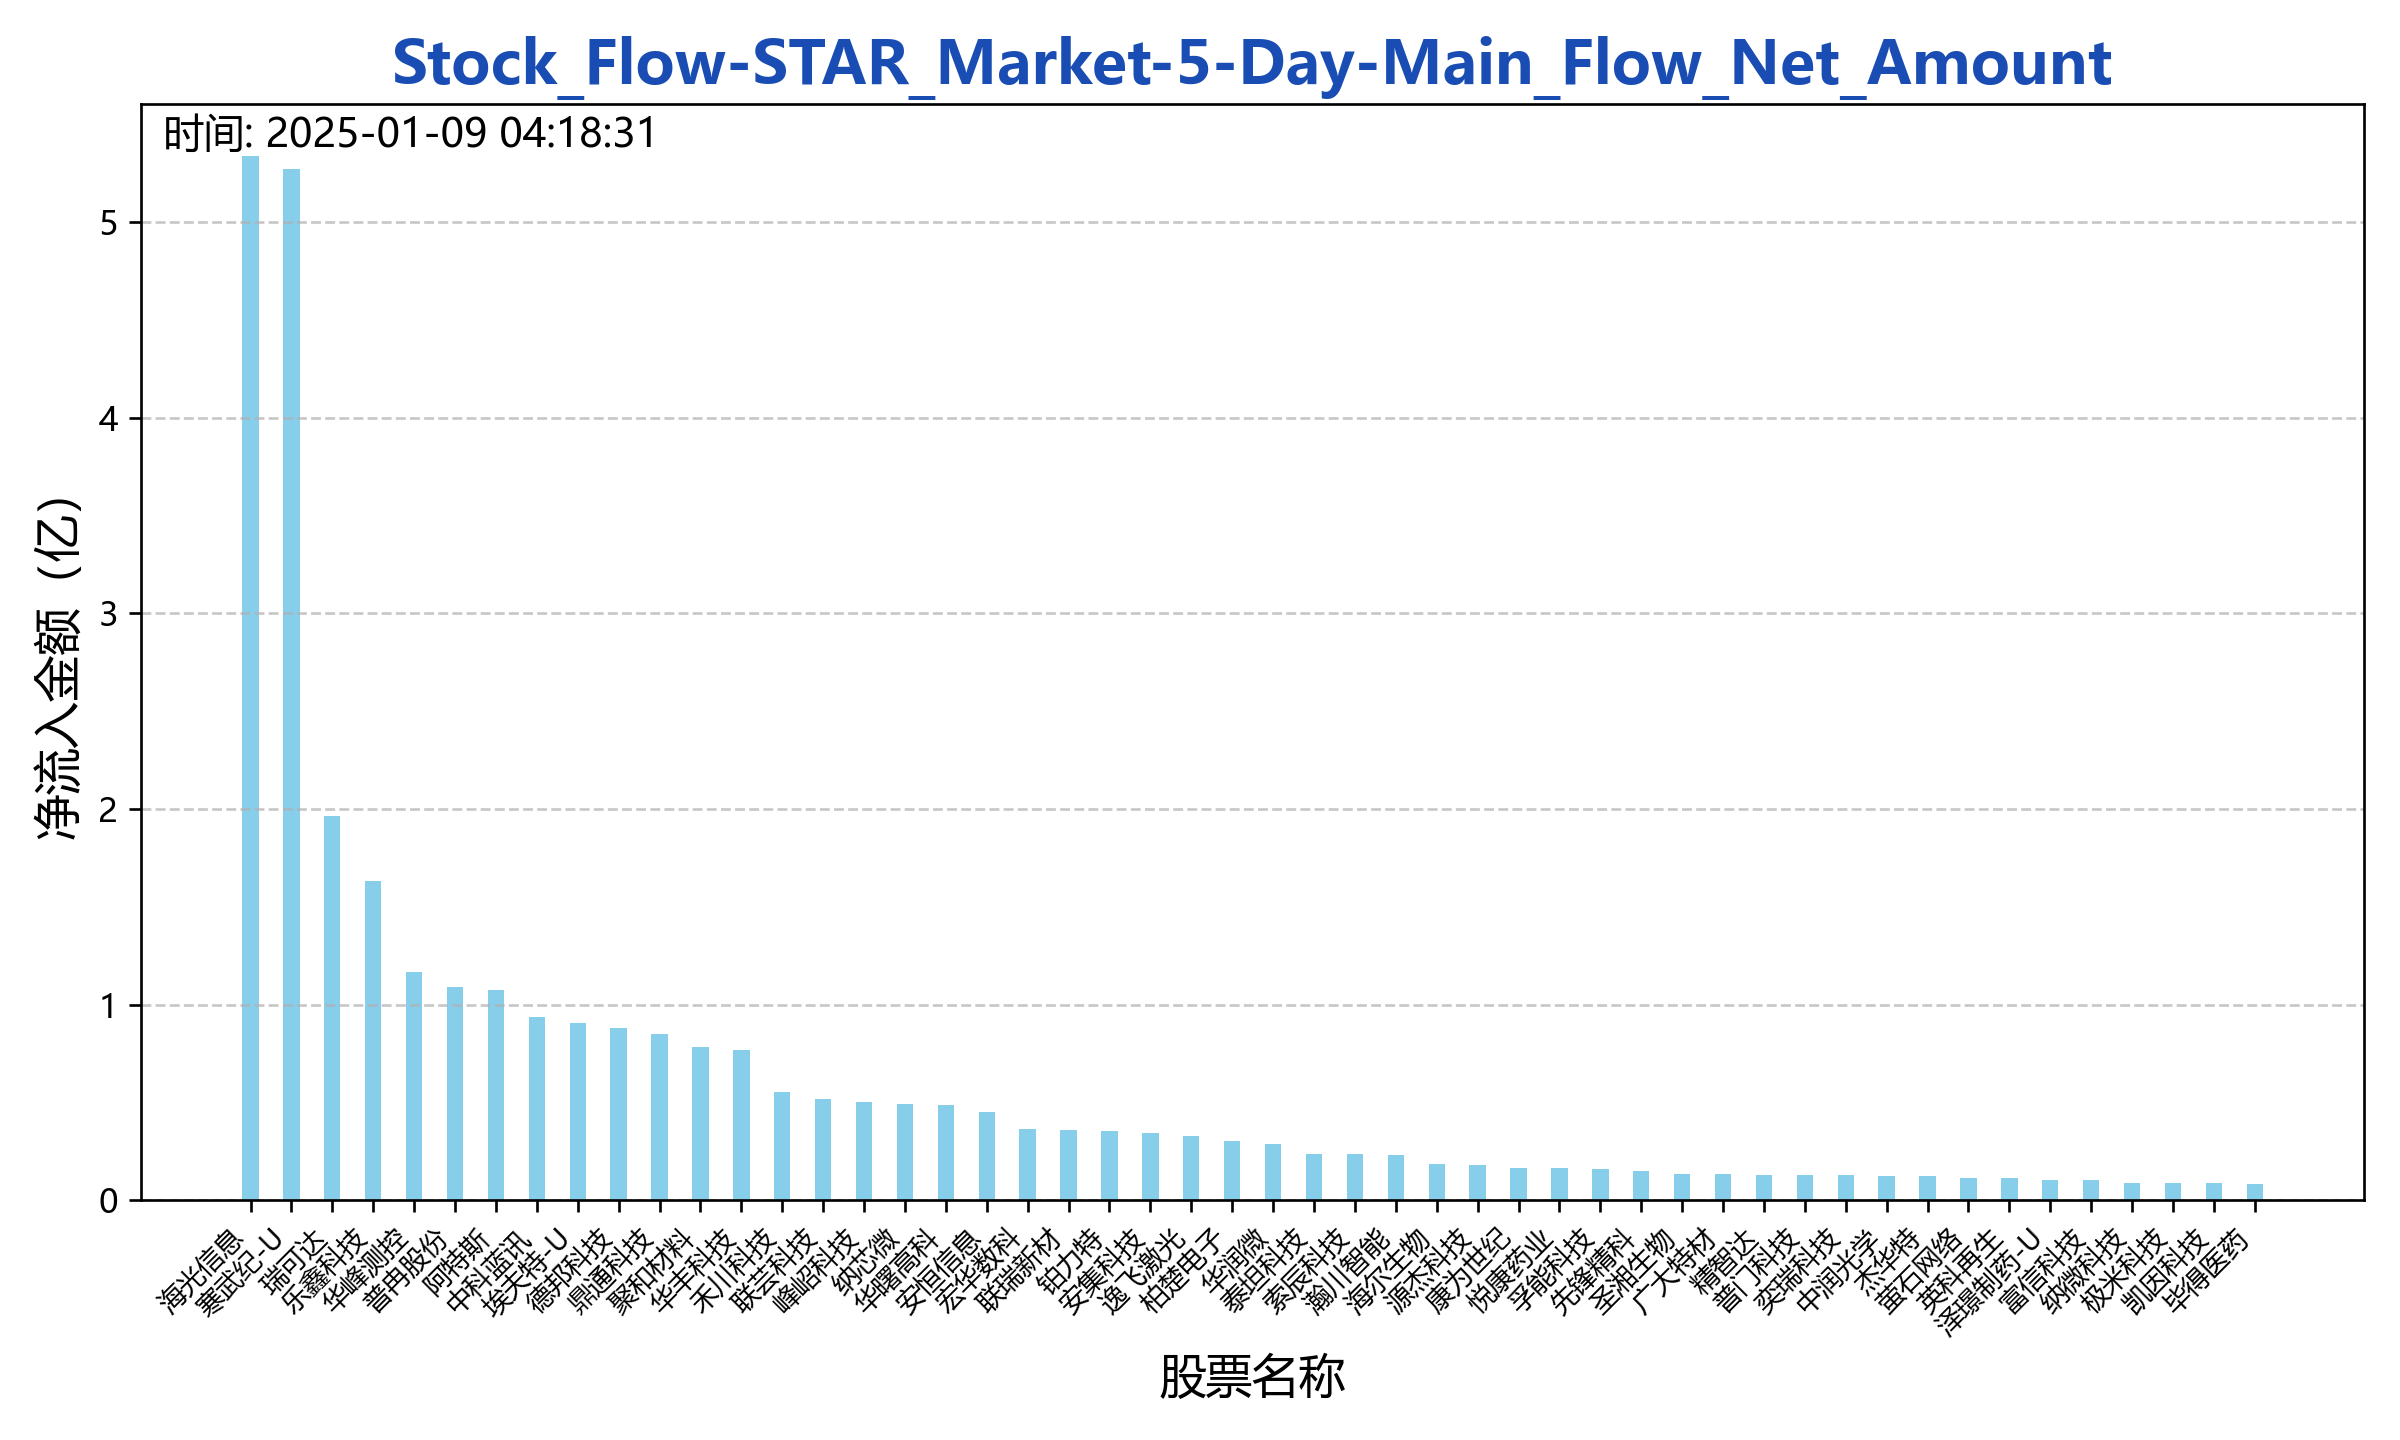 Stock_Flow-STAR_Market-5-Day-Main_Flow_Net_Amount
时间: 2025-01-09 04:18:31
净流入金额（亿）
5
4
3
2
1
0
海光信息
寒武纪-U
瑞可达
乐鑫科技
华峰测控
普冉股份
阿特斯
中科蓝讯
埃夫特-U
德邦科技
鼎通科技
聚和材料
华丰科技
禾川科技
联芸科技
峰岹科技
纳芯微
华曙高科
安恒信息
宏华数科
联瑞新材
铂力特
安集科技
逸飞激光
柏楚电子
华润微
泰坦科技
索辰科技
瀚川智能
海尔生物
源杰科技
康为世纪
悦康药业
孚能科技
先锋精科
圣湘生物
广大特材
精智达
普门科技
奕瑞科技
中润光学
杰华特
萤石网络
英科再生
泽璟制药-U
富信科技
纳微科技
极米科技
凯因科技
毕得医药
股票名称